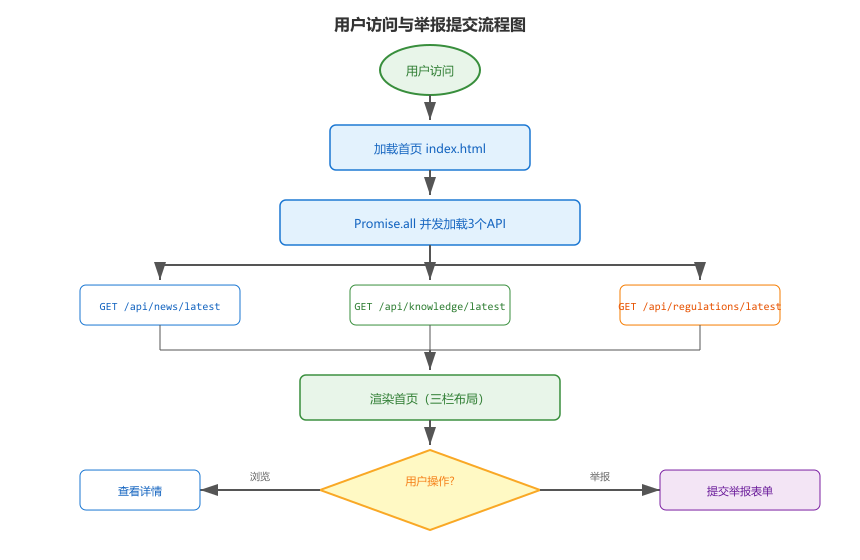 用户访问与举报提交流程图
用户访问
加载首页 index.html
Promise.all 并发加载3个API
GET /api/news/latest
GET /api/knowledge/latest
GET /api/regulations/latest
渲染首页（三栏布局）
用户操作?
浏览
举报
查看详情
提交举报表单